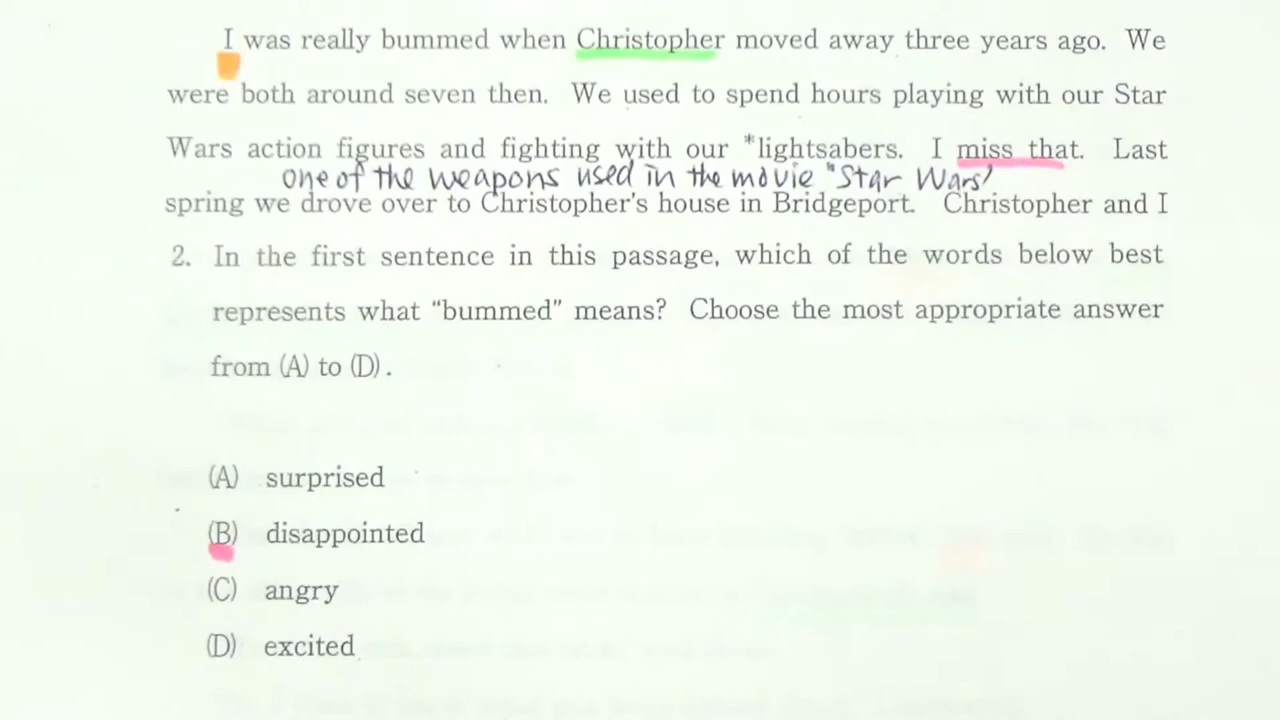 I was really bummed when Christopher moved away three years ago. We
were both around seven then. We used to spend hours playing with our Star
Wars action figures and fighting with our *lightsabers. I miss that. Last
one of the weapons used in the movie "Star Wars"
spring we drove over to Christopher's house in Bridgeport. Christopher and I
2. In the first sentence in this passage, which of the words below best
represents what “bummed” means? Choose the most appropriate answer
from (A) to (D).
(A) surprised
(B) disappointed
(C) angry
(D) excited